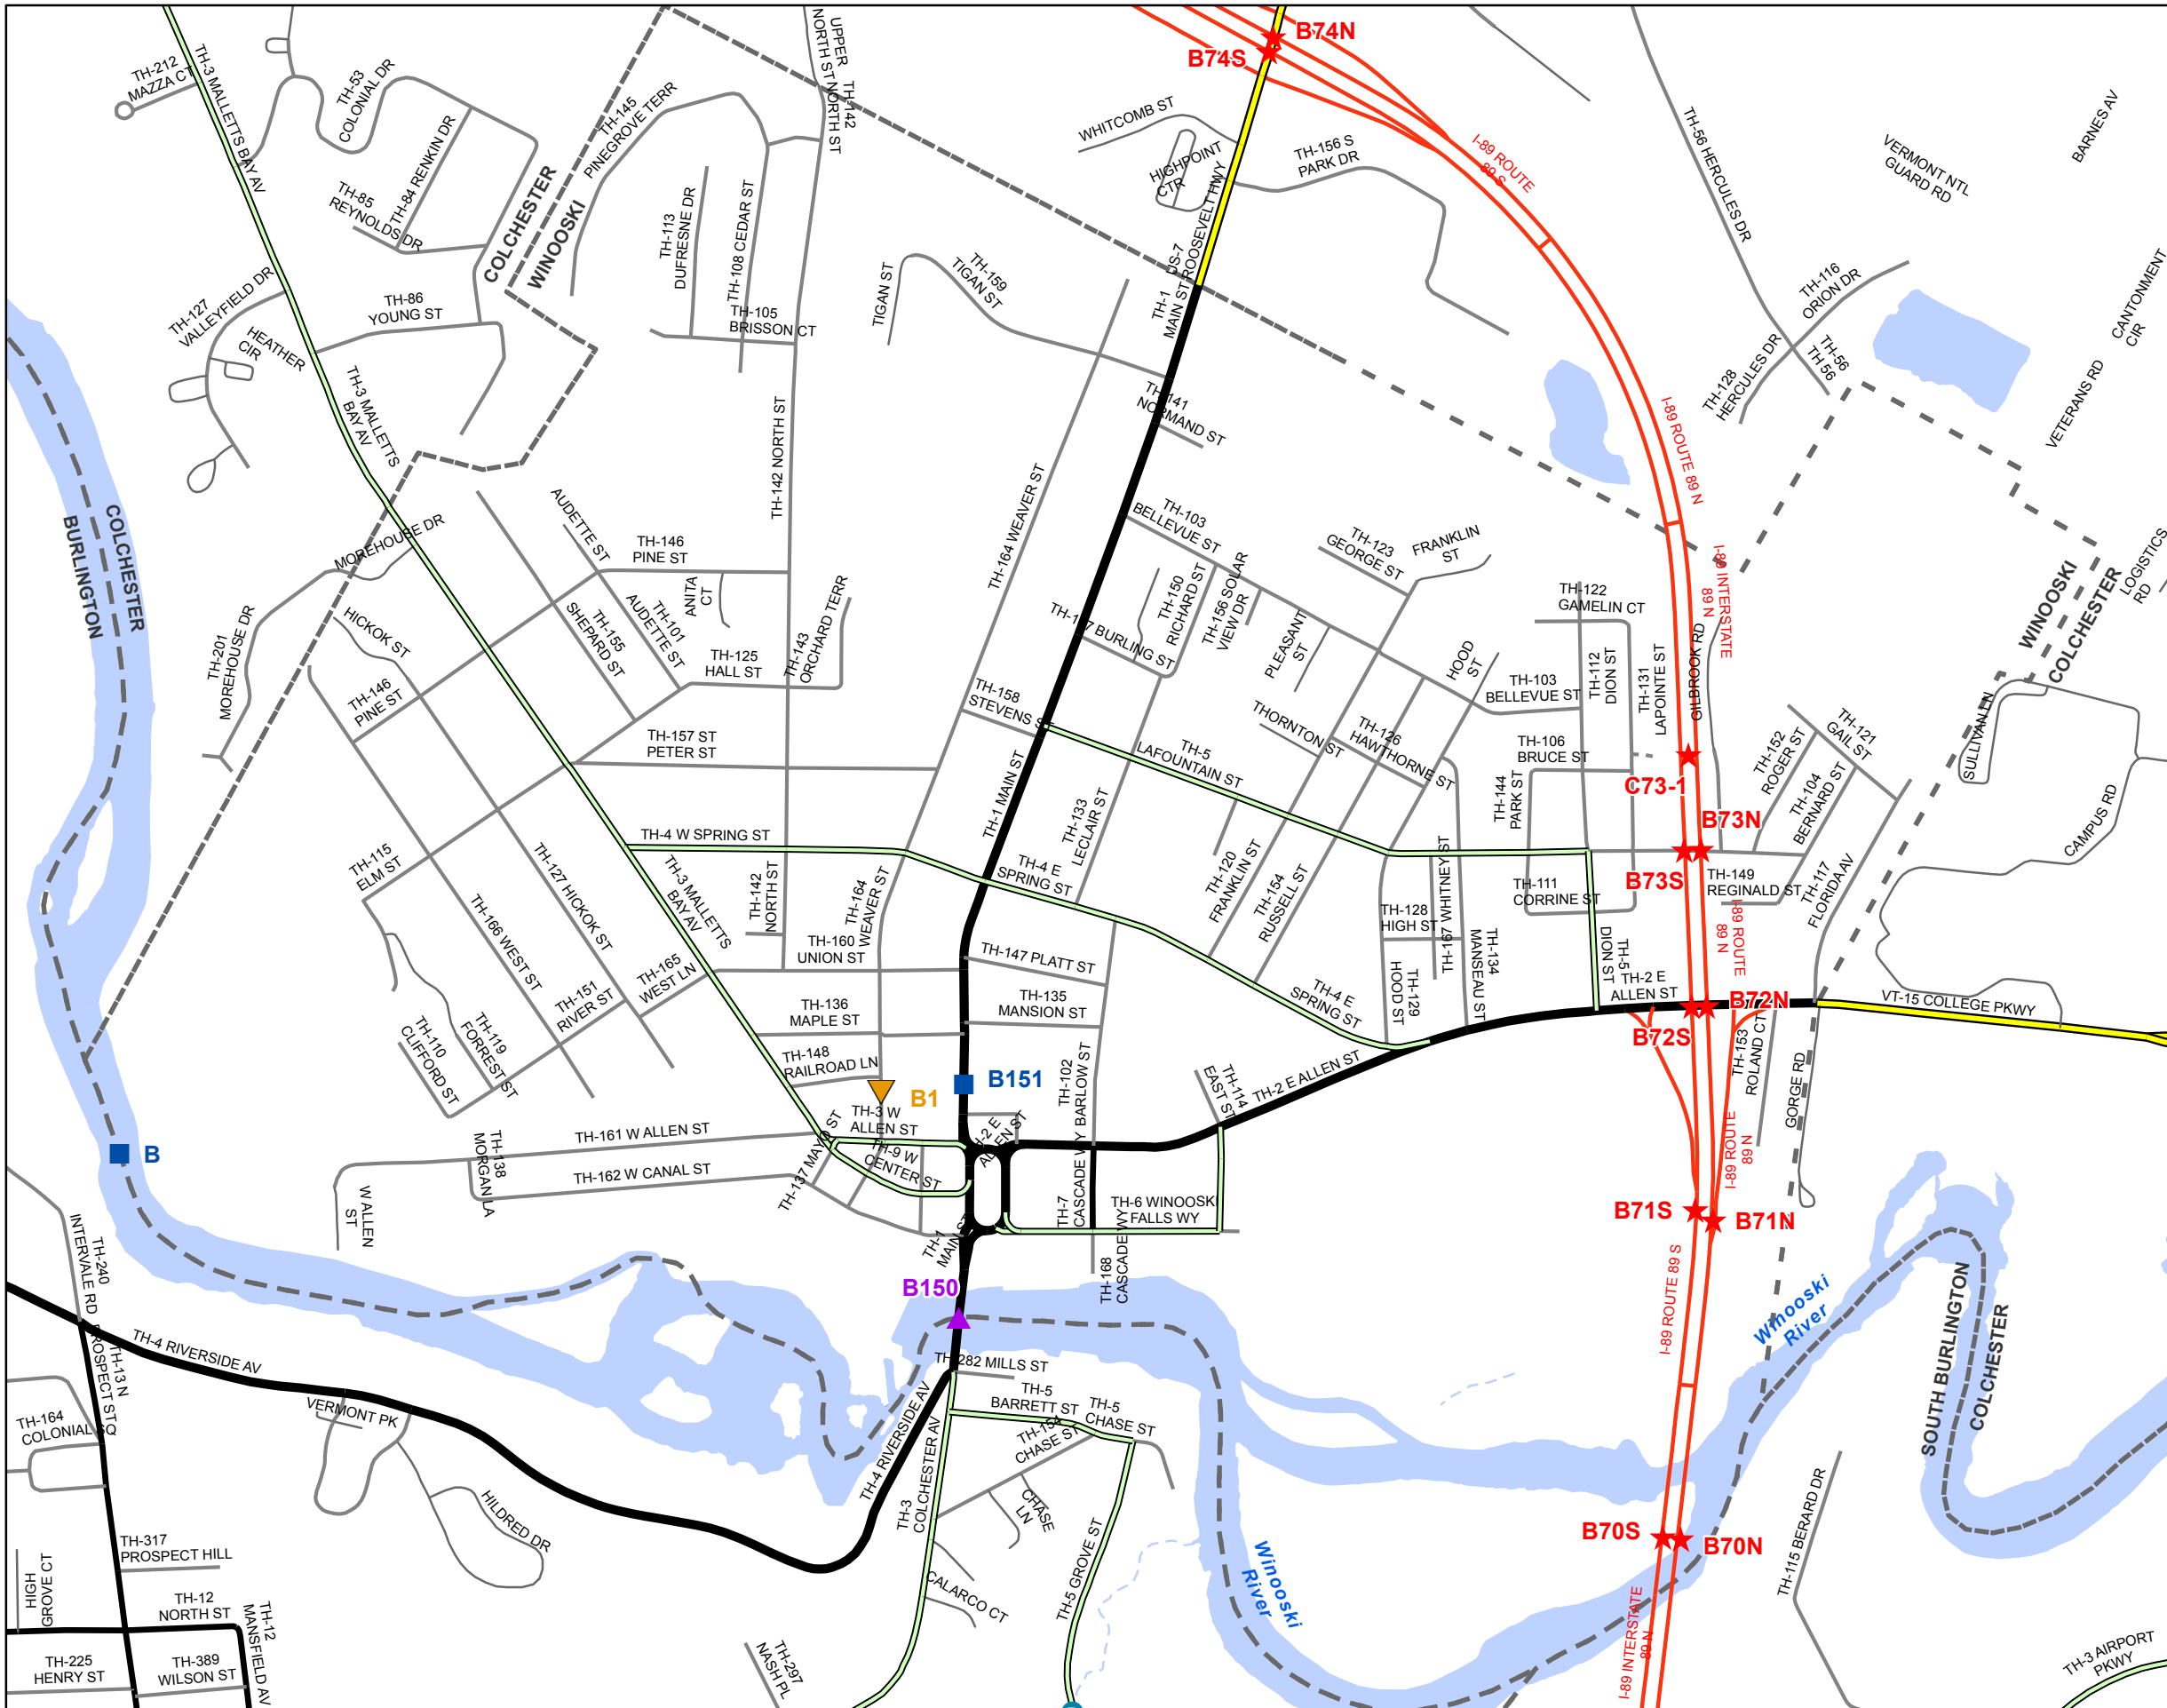 B74N
B74S
UPPER
NORTH ST
TH-142
NORTH ST
TH-212
MAZZA CT
TH-3 MALLETTS BAY AV
TH-53
COLONIAL DR
TH-84 RENKIN DR
TH-85
REYNOLDS DR
COLCHESTER
WINOOSKI
TH-145
PINEGROVE TERR
TH-113
DUFRESNE DR
TH-108 CEDAR ST
TH-105
BRISSON CT
WHITCOMB ST
HIGHPOINT
CTR
TH-156 S
PARK DR
I-89 ROUTE
89 S
TH-56 HERCULES DR
VERMONT NTL
GUARD RD
BARNES AV
TH-127
VALLEYFIELD DR
HEATHER
CIR
TH-86
YOUNG ST
TIGAN ST
TH-159
TIGAN ST
US-7
ROOSEVELT HWY
TH-1
MAIN ST
TH-116
ORION DR
TH-56
TH 56
TH-128
HERCULES DR
CANTONMENT
CIR
VETERANS RD
TH-3 MALLETTS
BAY AV
TH-142 NORTH ST
TH-141
NORMAND ST
I-89 ROUTE 89 N
COLCHESTER
BURLINGTON
MOREHOUSE DR
AUDETTE ST
TH-146
PINE ST
ANITA
CT
TH-164 WEAVER ST
TH-103
BELLEVUE ST
TH-123
GEORGE ST
FRANKLIN
ST
TH-122
GAMELIN CT
I-89 INTERSTATE
89 N
WINOOSKI
COLCHESTER
LOGISTICS
RD
TH-201
MOREHOUSE DR
HICKOK ST
TH-155
SHEPARD ST
TH-101
AUDETTE ST
TH-125
HALL ST
TH-143
ORCHARD TERR
TH-107 BURLING ST
TH-150
RICHARD ST
TH-156 SOLAR
VIEW DR
PLEASANT
ST
HOOD
ST
TH-103
BELLEVUE ST
TH-112
DION ST
TH-131
LAPOINTE ST
GILBROOK RD
TH-146
PINE ST
TH-158
STEVENS ST
TH-157 ST
PETER ST
TH-1 MAIN ST
TH-5
LAFOUNTAIN ST
THORNTON ST
TH-126
HAWTHORNE ST
TH-106
BRUCE ST
TH-144
PARK ST
C73-1
TH-152
ROGER ST
TH-121
GAIL ST
TH-104
BERNARD ST
SULLIVAN LN
CAMPUS RD
TH-4 W SPRING ST
TH-133
LECLAIR ST
B73N
B73S
TH-115
ELM ST
TH-127 HICKOK ST
TH-3 MALLETTS
BAY AV
TH-142
NORTH ST
TH-164
WEAVER ST
TH-4 E
SPRING ST
TH-120
FRANKLIN ST
TH-154
RUSSELL ST
TH-128
HIGH ST
TH-167 WHITNEY ST
TH-111
CORRINE ST
TH-149
REGINALD ST
TH-117
FLORIDA AV
TH-166 WEST ST
TH-160
UNION ST
TH-147 PLATT ST
TH-134
MANSEAU ST
TH-5
DION ST
I-89 ROUTE
89 N
TH-165
WEST LN
TH-151
RIVER ST
TH-136
MAPLE ST
TH-135
MANSION ST
TH-4 E
SPRING ST
TH-129
HOOD ST
TH-2 E
ALLEN ST
B72N
B72S
VT-15 COLLEGE PKWY
TH-110
CLIFFORD ST
TH-119
FORREST ST
TH-148
RAILROAD LN
B1
B151
TH-102
BARLOW ST
TH-114
EAST ST
TH-2 E ALLEN ST
TH-153
ROLAND CT
GORGE RD
TH-3 W
ALLEN ST
TH-2 E
ALLEN ST
B
TH-138
MORGAN LA
TH-161 W ALLEN ST
TH-162 W CANAL ST
TH-137 MAYO ST
TH-9 W
CENTER ST
TH-7
CASCADE WY
TH-6 WINOOSKI
FALLS WY
I-89 ROUTE
89 N
W ALLEN
ST
TH-1
MAIN ST
TH-168
CASCADE WY
B71S
B71N
TH-240
INTERVALE RD
B150
I-89 ROUTE 89 S
Winooski
River
SOUTH BURLINGTON
COLCHESTER
TH-13 N
PROSPECT ST
TH-4 RIVERSIDE AV
TH-282 MILLS ST
TH-5
BARRETT ST
TH-5
CHASE ST
TH-154
CHASE ST
TH-164
COLONIAL SQ
VERMONT PK
TH-4 RIVERSIDE AV
TH-3
COLCHESTER AV
CHASE
LN
HILDRED DR
TH-5 GROVE ST
TH-115 BERARD DR
B70S
B70N
Winooski
River
TH-317
PROSPECT HILL
HIGH
GROVE CT
TH-12
NORTH ST
TH-12
MANSFIELD AV
CALARCO CT
TH-297
NASH PL
TH-225
HENRY ST
TH-389
WILSON ST
I-89 INTERSTATE
89 N
TH-3 AIRPORT
PKWY